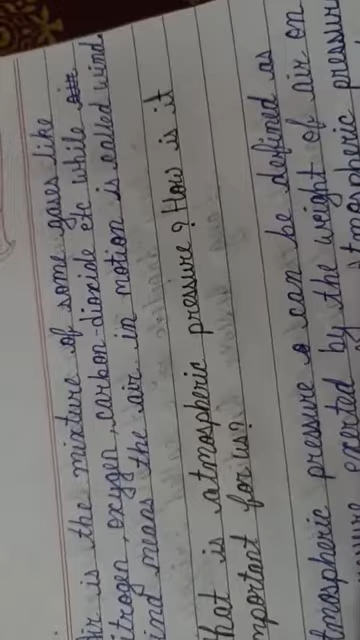 Air is the mixture of some gases like
itrogen, oxygen, carbon-dioxide etc while
ind means the air in motion is called wind.
hat is atmospheric pressure? How is it
mportant for us?
tmospheric pressure can be defined as
exerted by the weight of air on
tmospheric pressure